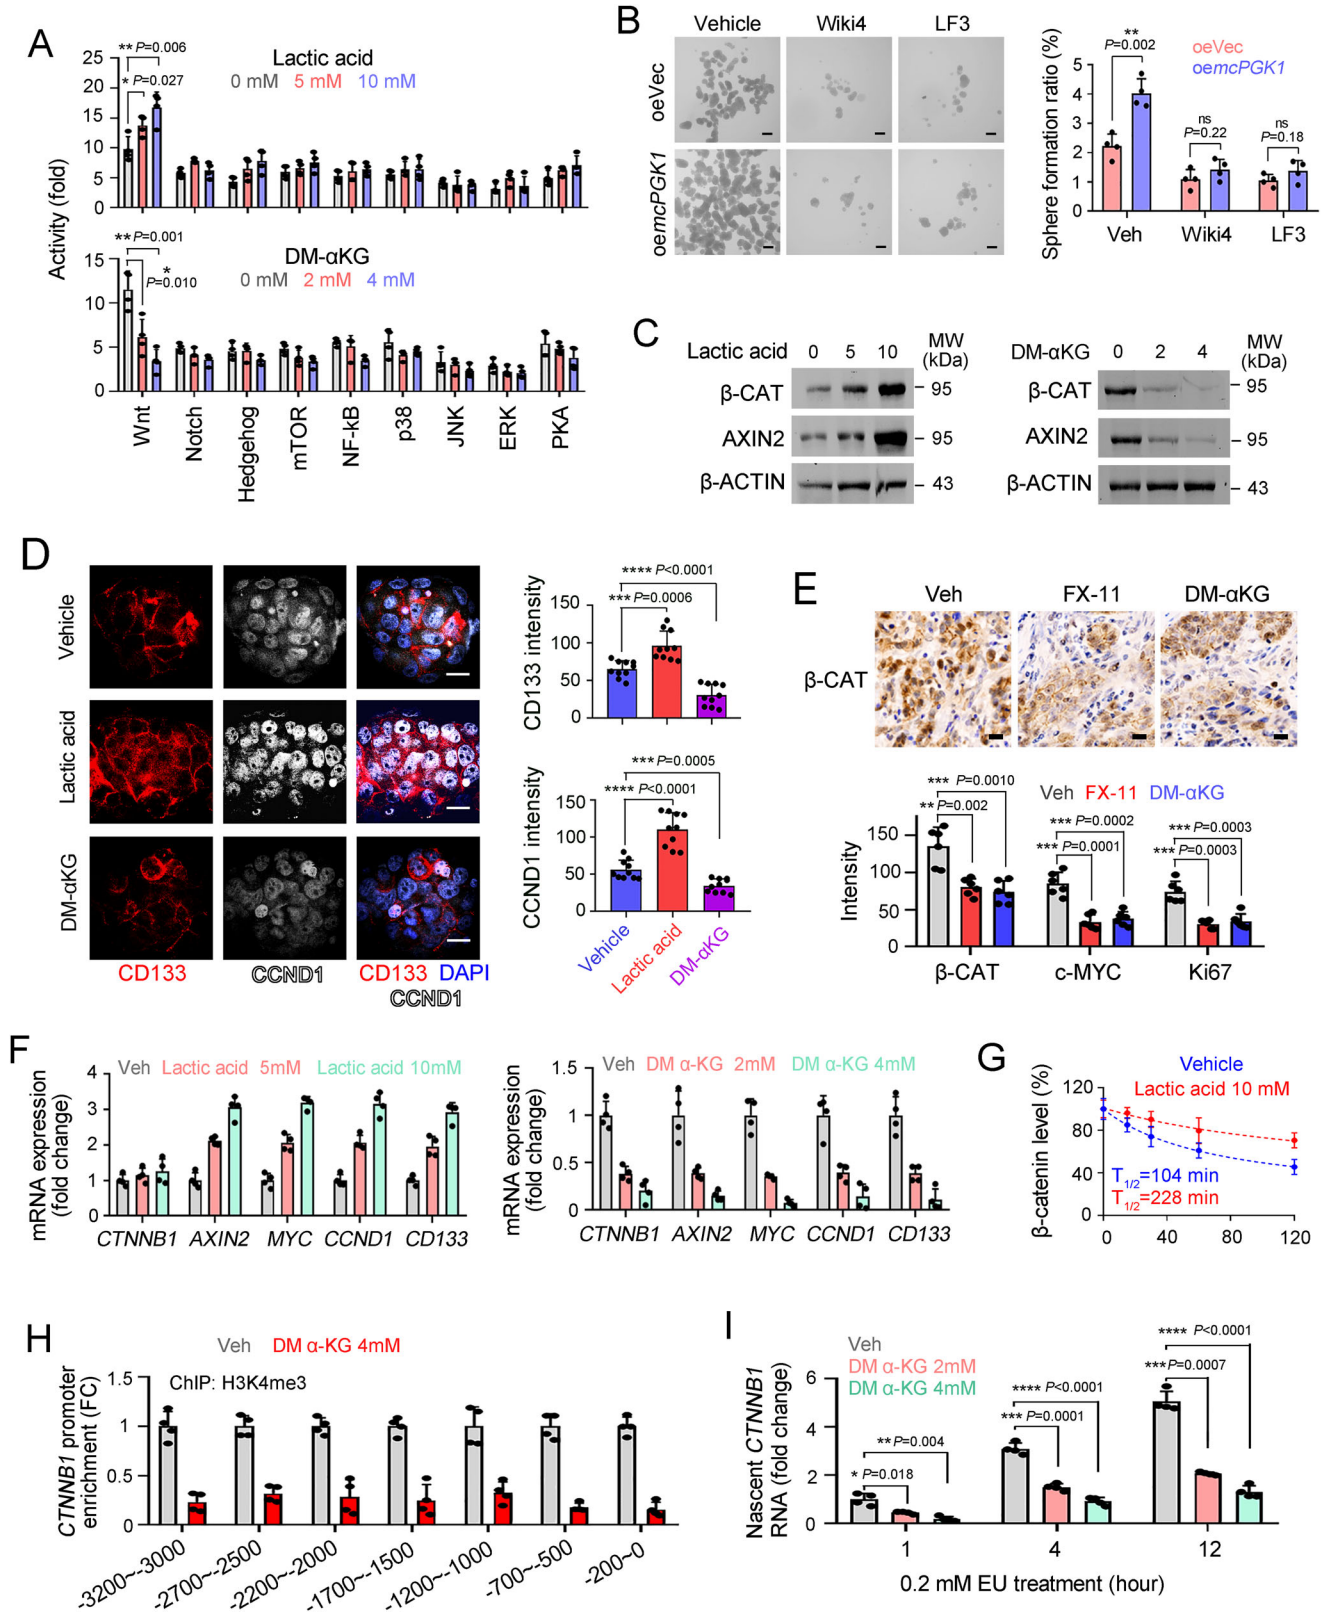 A
Lactic acid
0 mM 5 mM 10 mM
** P=0.006
* P=0.027
25
20
15
10
5
0
Activity (fold)
DM-αKG
0 mM 2 mM 4 mM
** P=0.001
*
P=0.010
15
10
5
0
Wnt
Notch
Hedgehog
mTOR
NF-kB
p38
JNK
ERK
PKA
B
Vehicle Wiki4 LF3
oeVec
oemcPGK1
Sphere formation ratio (%)
**
P=0.002
oeVec
oemcPGK1
ns
P=0.22
ns
P=0.18
5
4
3
2
1
0
Veh Wiki4 LF3
C
Lactic acid 0 5 10 MW
(kDa)
β-CAT 95
AXIN2 95
β-ACTIN 43
DM-αKG 0 2 4 MW
(kDa)
β-CAT 95
AXIN2 95
β-ACTIN 43
D
Vehicle
Lactic acid
DM-αKG
CD133 CCND1 CD133 DAPI
CCND1
CD133 intensity
**** P<0.0001
*** P=0.0006
150
100
50
0
CCND1 intensity
*** P=0.0005
**** P<0.0001
150
100
50
0
Vehicle
Lactic acid
DM-αKG
E
Veh FX-11 DM-αKG
β-CAT
Veh FX-11 DM-αKG
*** P=0.0010
** P=0.002
*** P=0.0002
*** P=0.0001
*** P=0.0003
*** P=0.0003
Intensity
150
100
50
0
β-CAT c-MYC Ki67
F
Veh Lactic acid 5mM Lactic acid 10mM
mRNA expression
(fold change)
4
3
2
1
0
CTNNB1 AXIN2 MYC CCND1 CD133
Veh DM α-KG 2mM DM α-KG 4mM
mRNA expression
(fold change)
1.5
1
0.5
0
CTNNB1 AXIN2 MYC CCND1 CD133
G
Vehicle
Lactic acid 10 mM
β-catenin level (%)
120
80
40
0
T1/2=104 min
T1/2=228 min
0 40 80 120
H
Veh DM α-KG 4mM
ChIP: H3K4me3
CTNNB1 promoter
enrichment (FC)
1.5
1
0.5
0
-3200~-3000
-2700~-2500
-2200~-2000
-1700~-1500
-1200~-1000
-700~-500
-200~0
I
Veh
DM α-KG 2mM
DM α-KG 4mM
Nascent CTNNB1
RNA (fold change)
6
4
2
0
** P=0.004
* P=0.018
**** P<0.0001
*** P=0.0001
**** P<0.0001
***P=0.0007
1 4 12
0.2 mM EU treatment (hour)